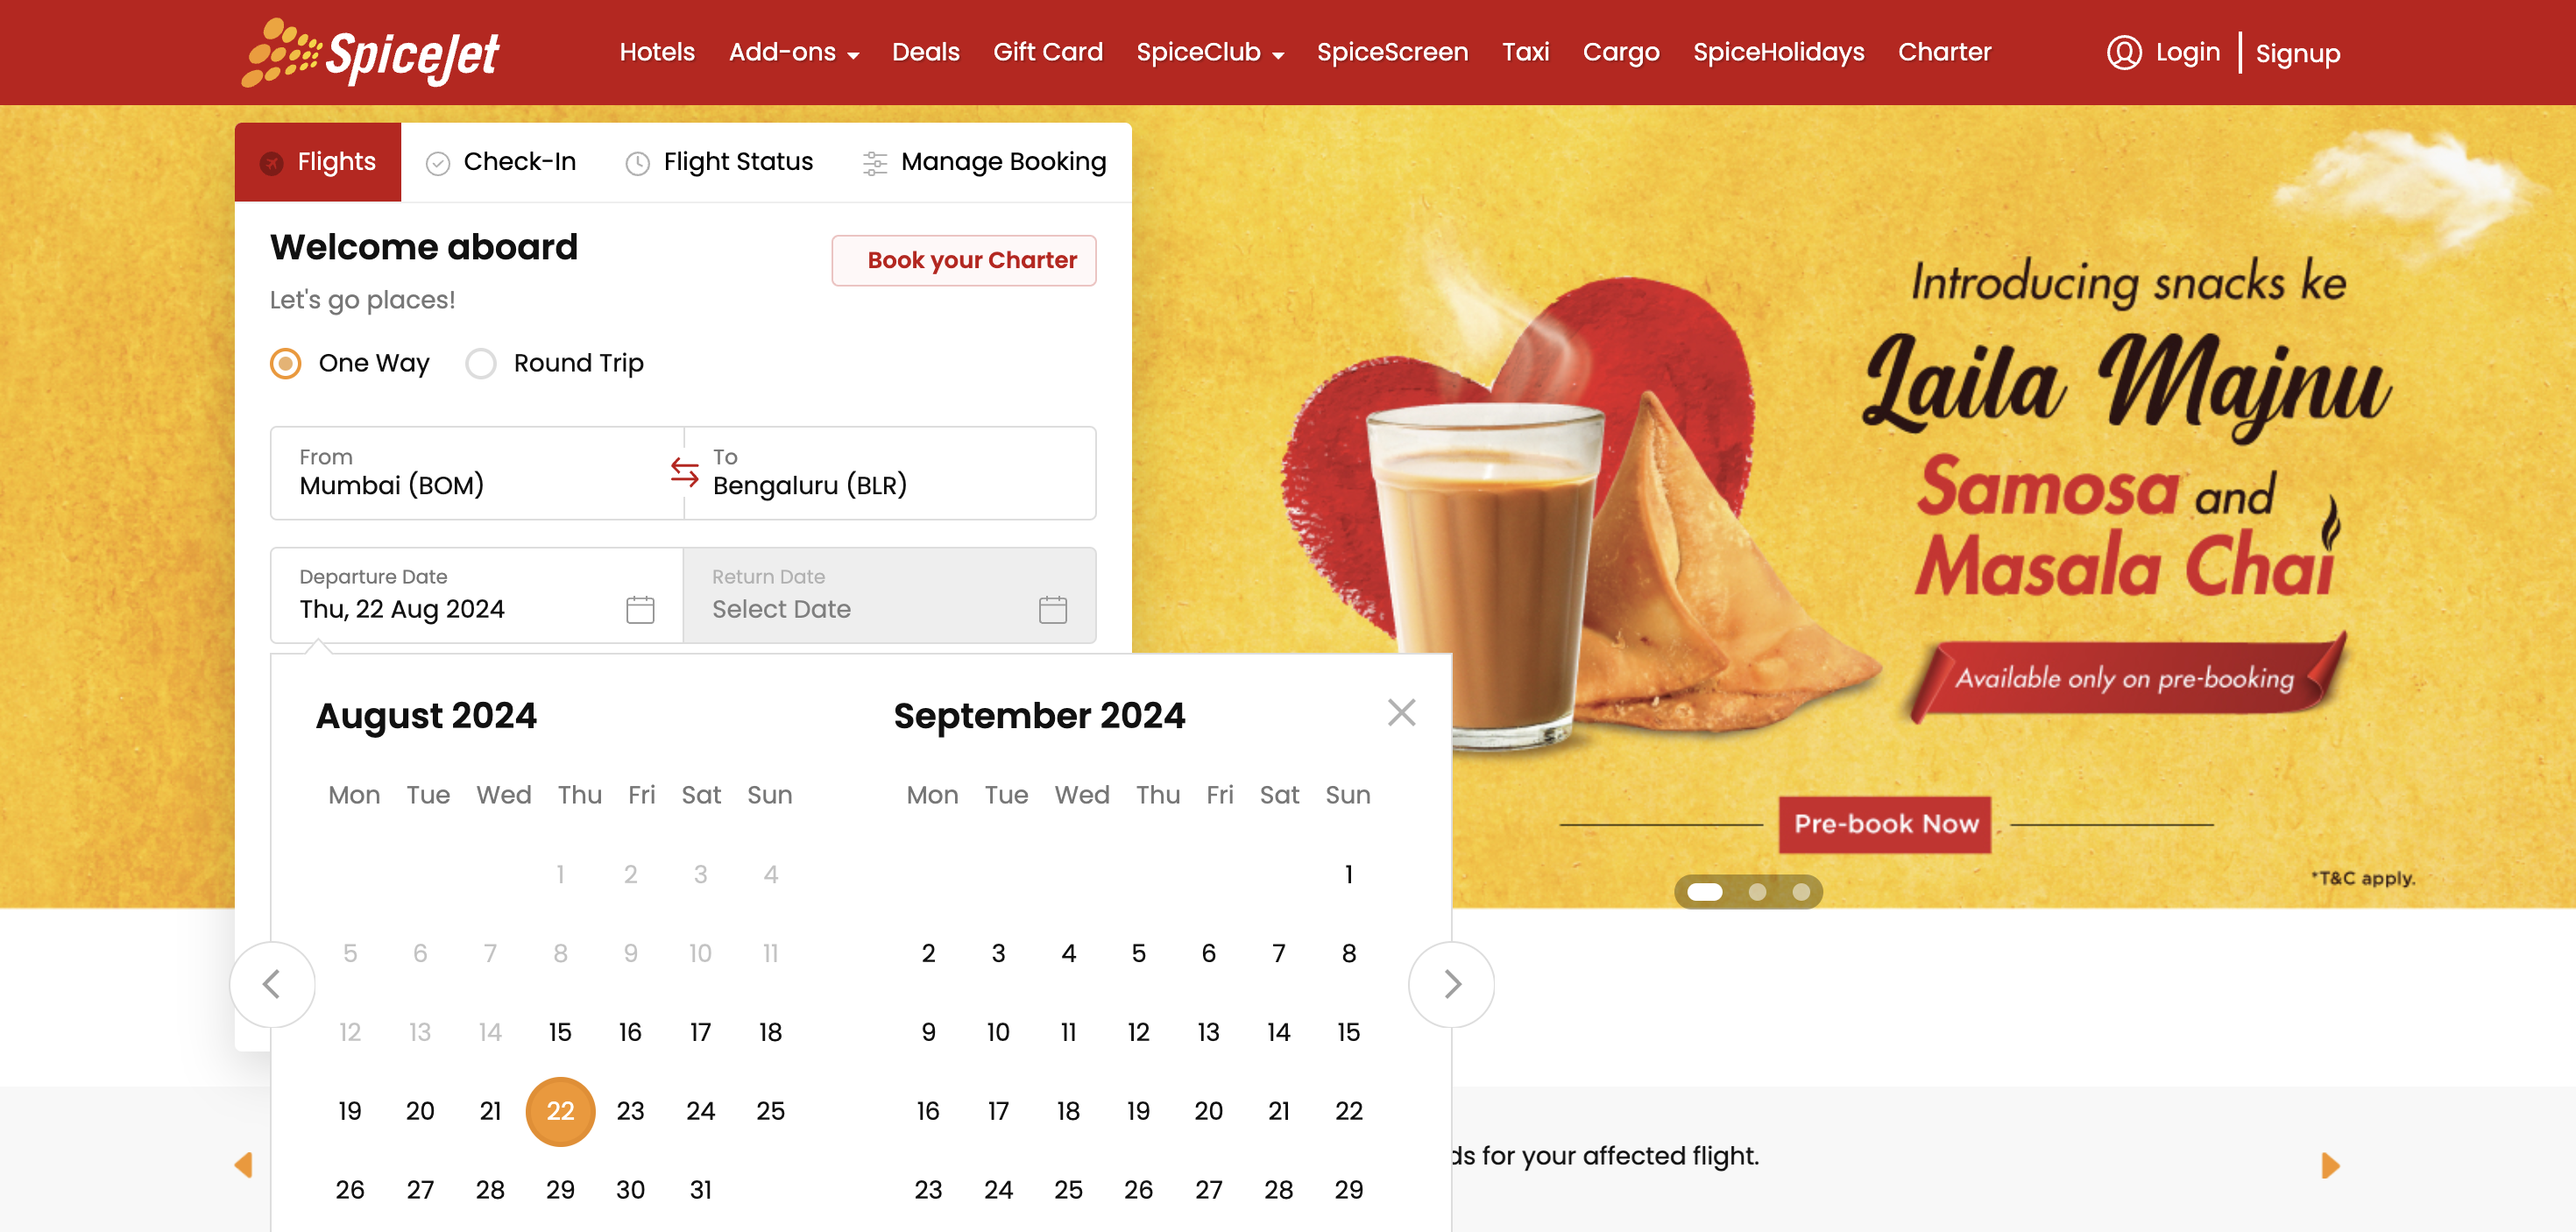 SpiceJet
Hotels Add-ons Deals Gift Card SpiceClub SpiceScreen Taxi Cargo SpiceHolidays Charter Login Signup
Flights Check-In Flight Status Manage Booking
Welcome aboard
Book your Charter
Let's go places!
One Way Round Trip
From
Mumbai (BOM)
To
Bengaluru (BLR)
Departure Date
Thu, 22 Aug 2024
Return Date
Select Date
August 2024
Mon Tue Wed Thu Fri Sat Sun
1 2 3 4
5 6 7 8 9 10 11
12 13 14 15 16 17 18
19 20 21 22 23 24 25
26 27 28 29 30 31
September 2024
Mon Tue Wed Thu Fri Sat Sun
1
2 3 4 5 6 7 8
9 10 11 12 13 14 15
16 17 18 19 20 21 22
23 24 25 26 27 28 29
Introducing snacks ke
Laila Majnu
Samosa and
Masala Chai
Available only on pre-booking
Pre-book Now
*T&C apply.
for your affected flight.